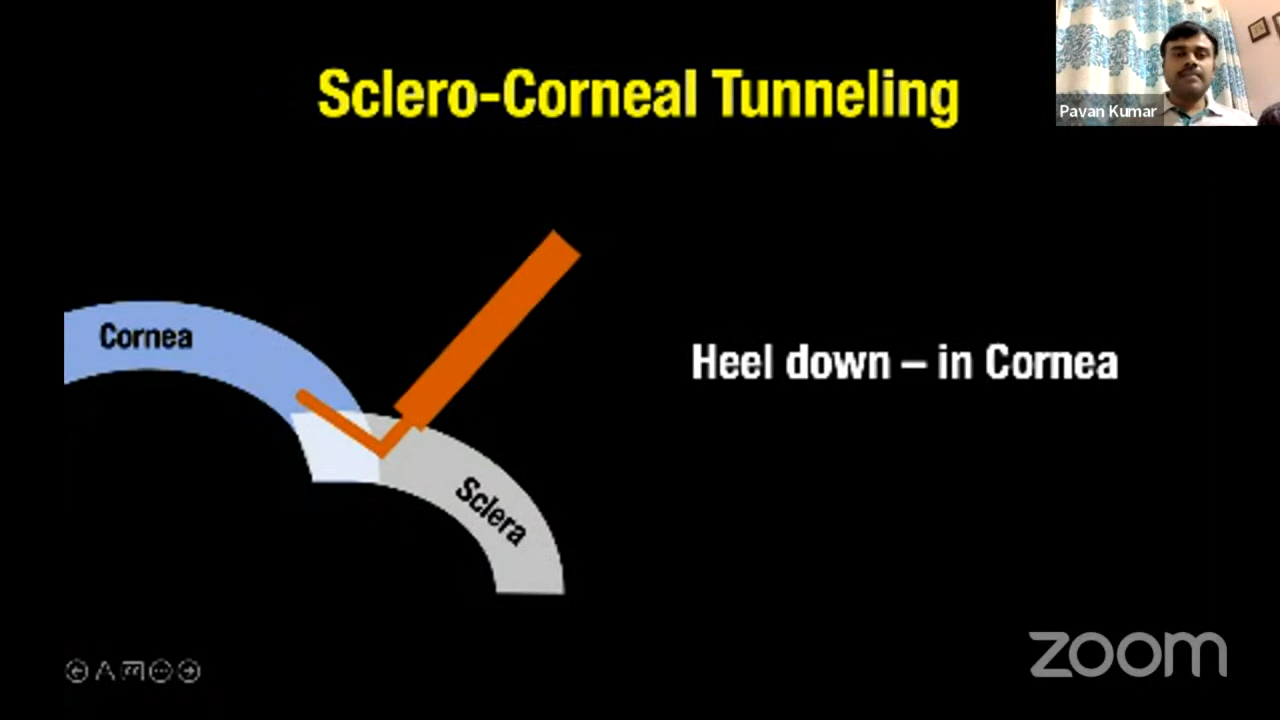 Sclero-Corneal Tunneling
Pavan Kumar
Cornea
Heel down – in Cornea
Sclera
zoom